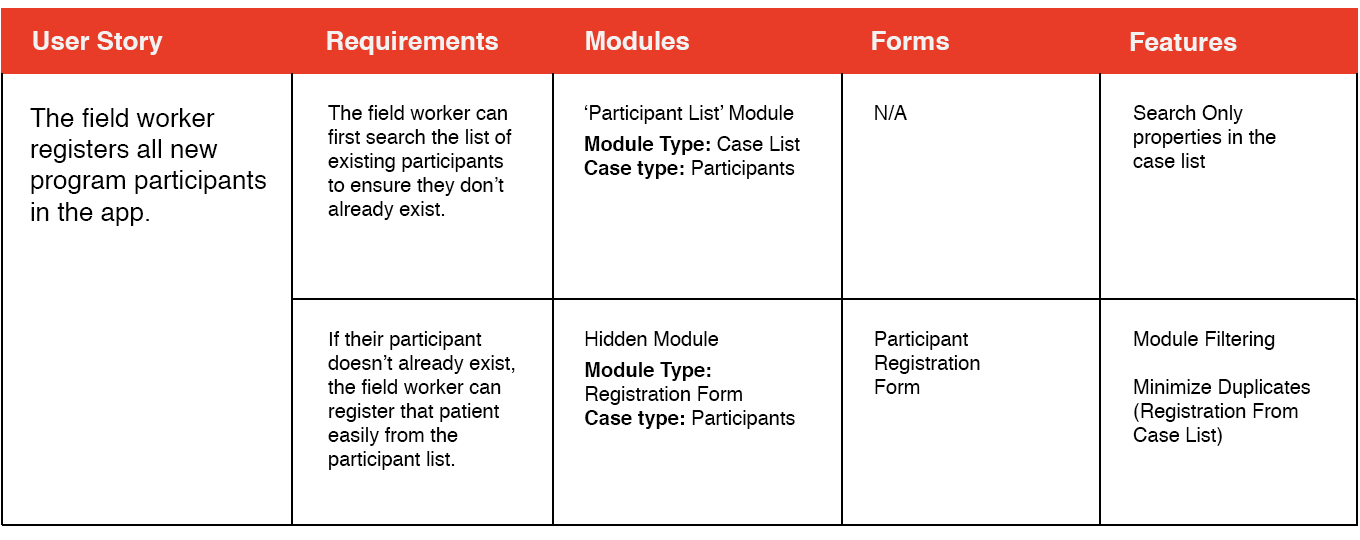 User Story
Requirements
Modules
Forms
Features
The field worker
registers all new
program participants
in the app.
The field worker can
first search the list of
existing participants
to ensure they don’t
already exist.
‘Participant List’ Module
Module Type: Case List
Case type: Participants
N/A
Search Only
properties in the
case list
If their participant
doesn’t already exist,
the field worker can
register that patient
easily from the
participant list.
Hidden Module
Module Type:
Registration Form
Case type: Participants
Participant
Registration
Form
Module Filtering
Minimize Duplicates
(Registration From
Case List)